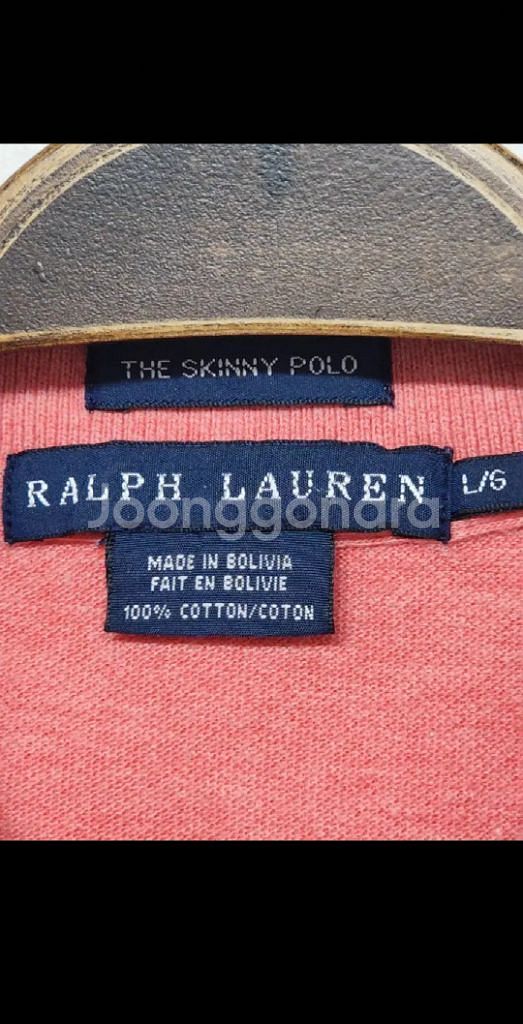 THE SKINNY POLO
RALPH LAUREN
L/G
Joonggonara
MADE IN BOLIVIA
FAIT EN BOLIVIE
100% COTTON/COTON